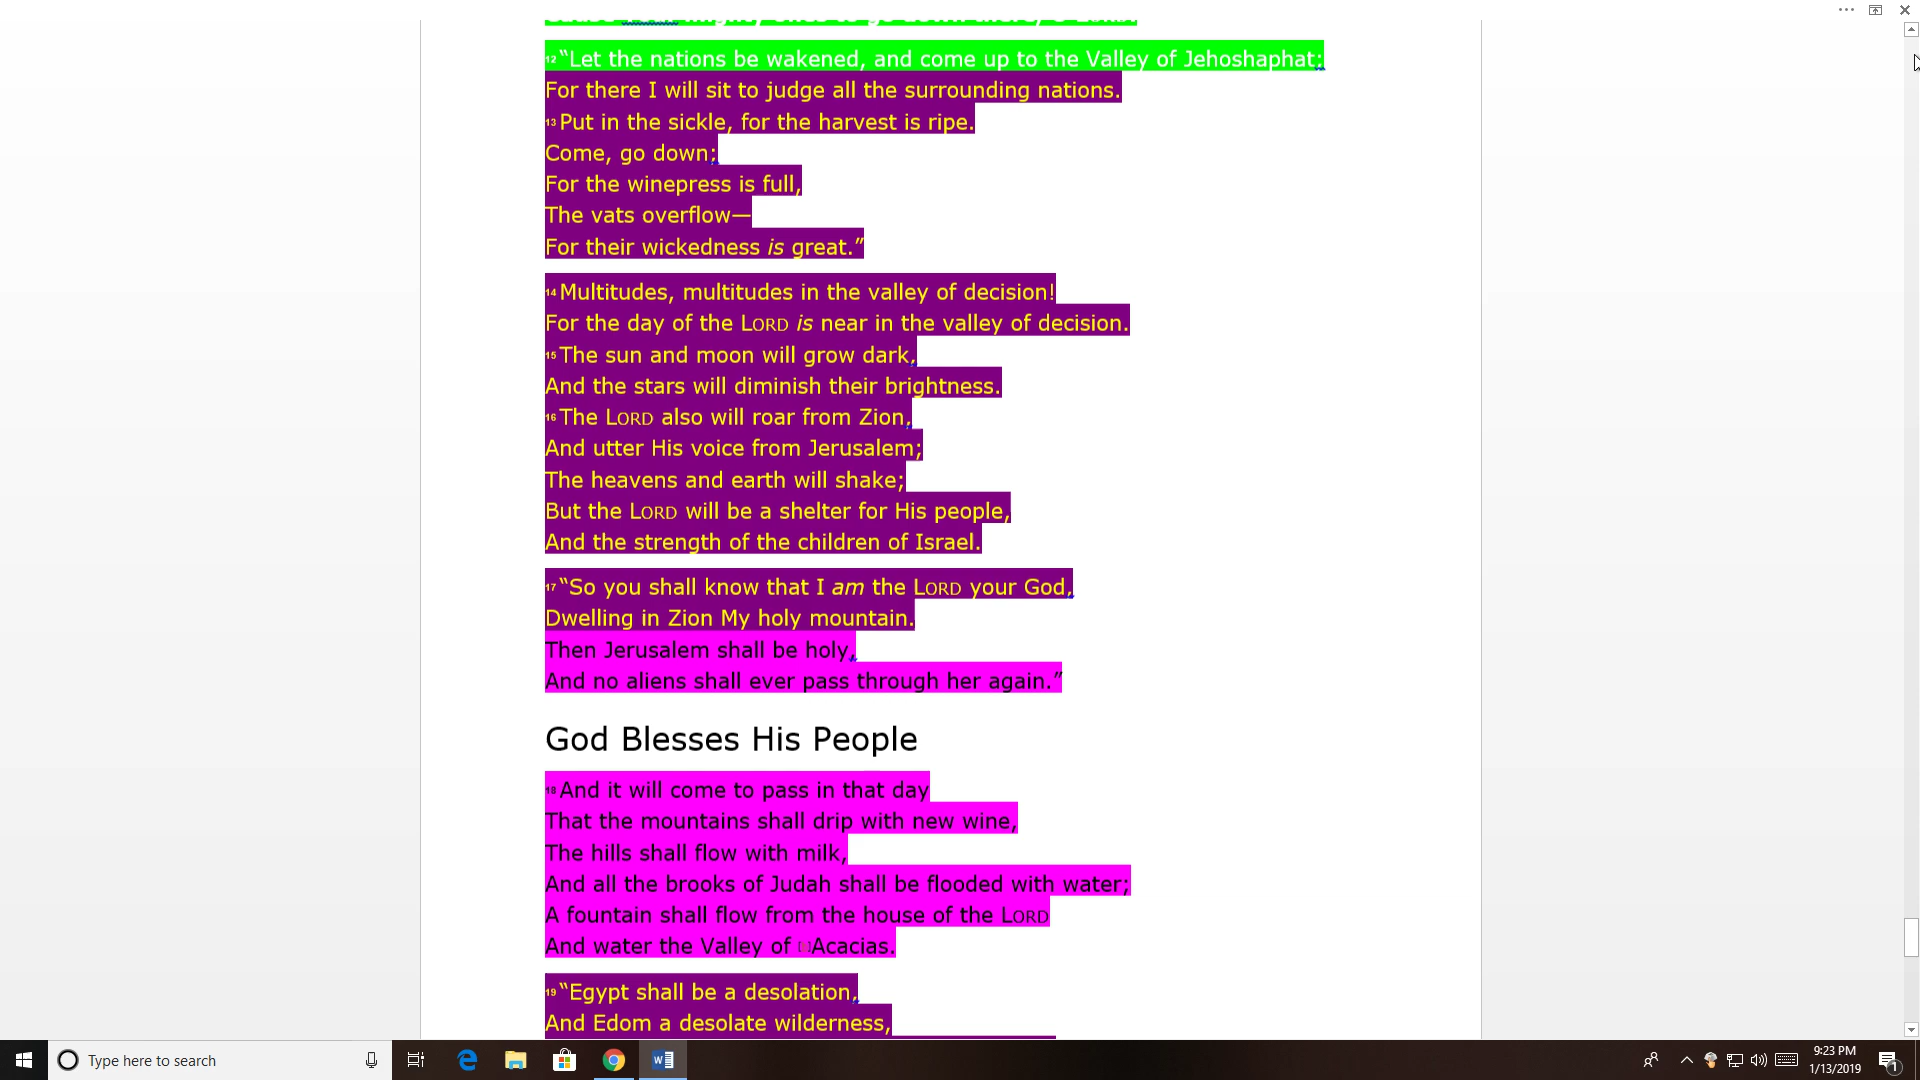 12 “Let the nations be wakened, and come up to the Valley of Jehoshaphat;
For there I will sit to judge all the surrounding nations.
13 Put in the sickle, for the harvest is ripe.
Come, go down;
For the winepress is full,
The vats overflow—
For their wickedness is great.”
14 Multitudes, multitudes in the valley of decision!
For the day of the LORD is near in the valley of decision.
15 The sun and moon will grow dark,
And the stars will diminish their brightness.
16 The LORD also will roar from Zion,
And utter His voice from Jerusalem;
The heavens and earth will shake;
But the LORD will be a shelter for His people,
And the strength of the children of Israel.
17 “So you shall know that I am the LORD your God,
Dwelling in Zion My holy mountain.
Then Jerusalem shall be holy,
And no aliens shall ever pass through her again.”
God Blesses His People
18 And it will come to pass in that day
That the mountains shall drip with new wine,
The hills shall flow with milk,
And all the brooks of Judah shall be flooded with water;
A fountain shall flow from the house of the LORD
And water the Valley of Acacias.
19 “Egypt shall be a desolation,
And Edom a desolate wilderness,
Type here to search
9:23 PM
1/13/2019
1